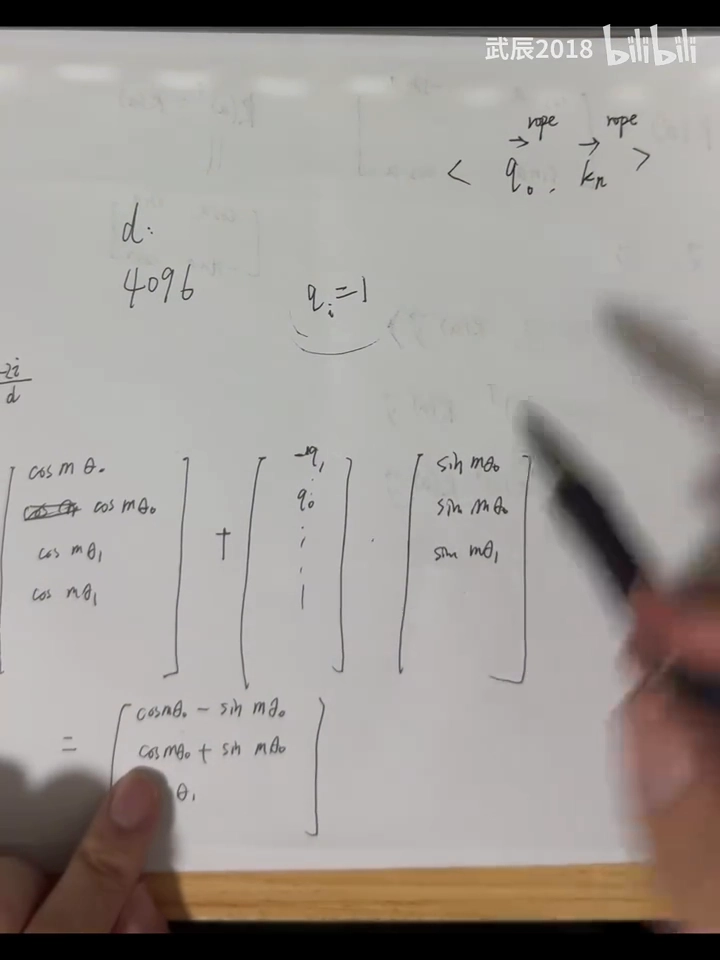 武辰2018 bilibili
< q₀^rope, kₙ^rope >
d:
4096
qᵢ=1
-2i
d
cos mθ₀
cos mθ₀
cos mθ₁
cos mθ₁
+
-q₁
q₀
sin mθ₀
sin mθ₀
sin mθ₁
= cosmθ₀ - sin mθ₀
cosmθ₀ + sin mθ₀
θ₁